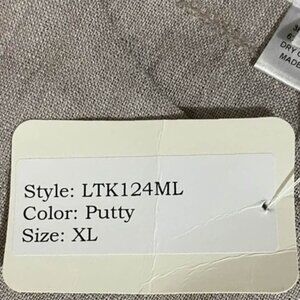 DRY
MADE
Style: LTK124ML
Color: Putty
Size: XL